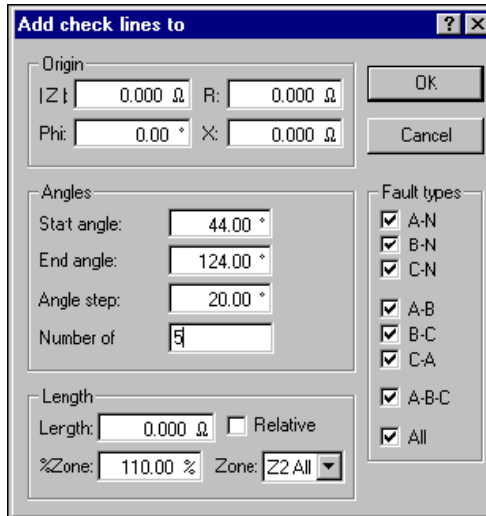 Add check lines to
Origin
|Z|: 0.000 Ω R: 0.000 Ω
Phi: 0.00 ° X: 0.000 Ω
OK
Cancel
Angles
Start angle: 44.00 °
End angle: 124.00 °
Angle step: 20.00 °
Number of 5
Fault types
A-N
B-N
C-N
A-B
B-C
C-A
A-B-C
All
Length
Length: 0.000 Ω Relative
%Zone: 110.00 % Zone: Z2 All